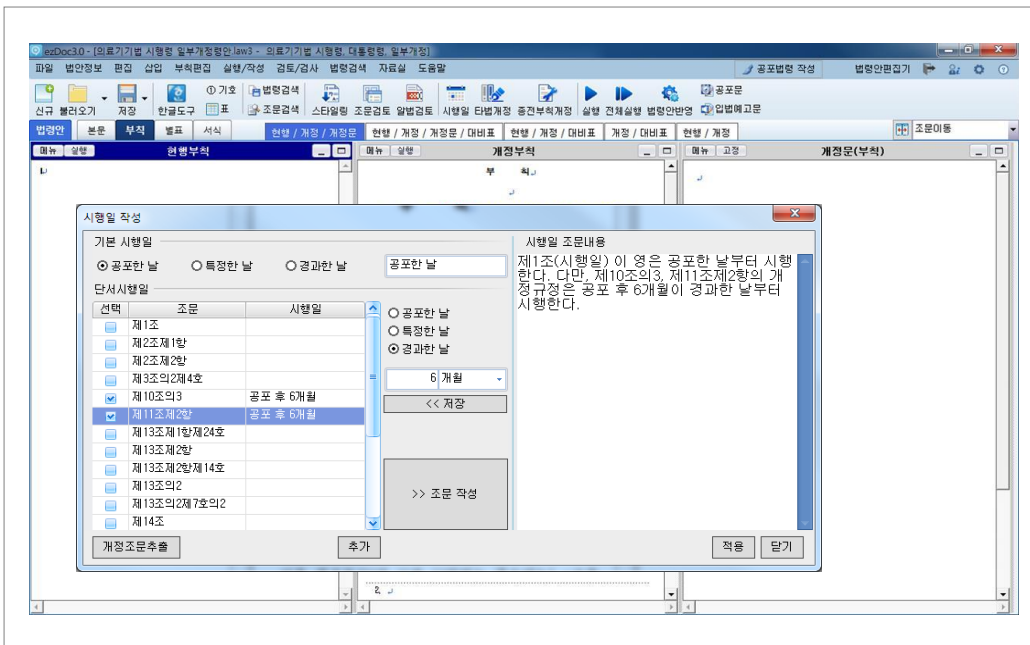 ezDoc3.0 - [의료기기법 시행령 일부개정령안.law3 - 의료기기법 시행령, 대통령령, 일부개정]
파일 법안정보 편집 삽입 부칙편집 실행/작성 검토/검사 법령검색 자료실 도움말 공포법령 작성 법령안편집기
신규 불러오기 저장 한글도구 ① 기호 표 법령검색 조문검색 스타일링 조문검토 알법검토 시행일 타법개정 종전부칙개정 실행 전체실행 법령안반영 공포문 입법예고문
법령안 본문 부칙 별표 서식 현행 / 개정 / 개정문 현행 / 개정 / 개정문 / 대비표 현행 / 개정 / 대비표 개정 / 대비표 현행 / 개정 조문이동
메뉴 실행 현행부칙 메뉴 실행 개정부칙 메뉴 고정 개정문(부칙)
부 칙
시행일 작성
기본 시행일
공포한 날 특정한 날 경과한 날 공포한 날
단서시행일
선택 조문 시행일
제1조
제2조제1항
제2조제2항
제3조의2제4호
제10조의3 공포 후 6개월
제11조제2항 공포 후 6개월
제13조제1항제24호
제13조제2항
제13조제2항제14호
제13조의2
제13조의2제7호의2
제14조
공포한 날
특정한 날
경과한 날
6 개월
<< 저장
>> 조문 작성
시행일 조문내용
제1조(시행일) 이 영은 공포한 날부터 시행
한다. 다만, 제10조의3, 제11조제2항의 개
정규정은 공포 후 6개월이 경과한 날부터
시행한다.
개정조문추출 추가 적용 닫기
2.